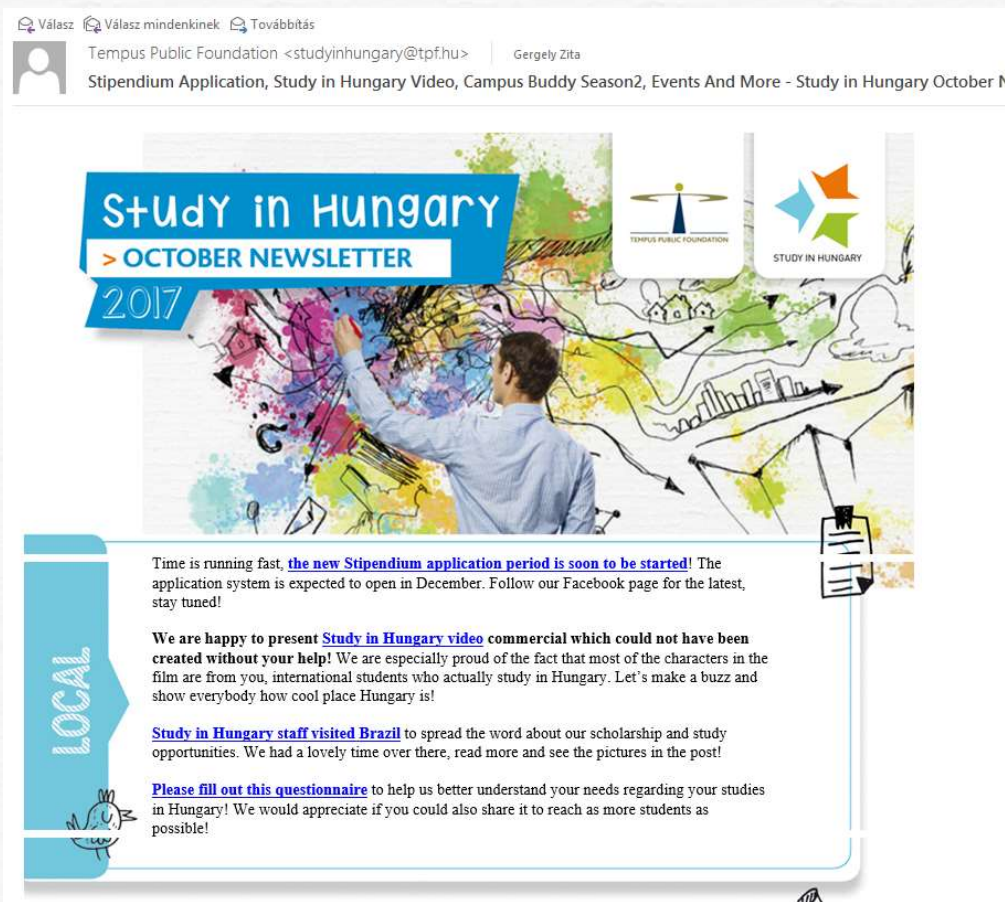 Válasz Válasz mindenkinek Továbbítás
Tempus Public Foundation <studyinhungary@tpf.hu> Gergely Zita
Stipendium Application, Study in Hungary Video, Campus Buddy Season2, Events And More - Study in Hungary October N
Study in Hungary
> OCTOBER NEWSLETTER
2017
TEMPUS PUBLIC FOUNDATION
STUDY IN HUNGARY
LOCAL
Time is running fast, the new Stipendium application period is soon to be started! The
application system is expected to open in December. Follow our Facebook page for the latest,
stay tuned!
We are happy to present Study in Hungary video commercial which could not have been
created without your help! We are especially proud of the fact that most of the characters in the
film are from you, international students who actually study in Hungary. Let's make a buzz and
show everybody how cool place Hungary is!
Study in Hungary staff visited Brazil to spread the word about our scholarship and study
opportunities. We had a lovely time over there, read more and see the pictures in the post!
Please fill out this questionnaire to help us better understand your needs regarding your studies
in Hungary! We would appreciate if you could also share it to reach as more students as
possible!